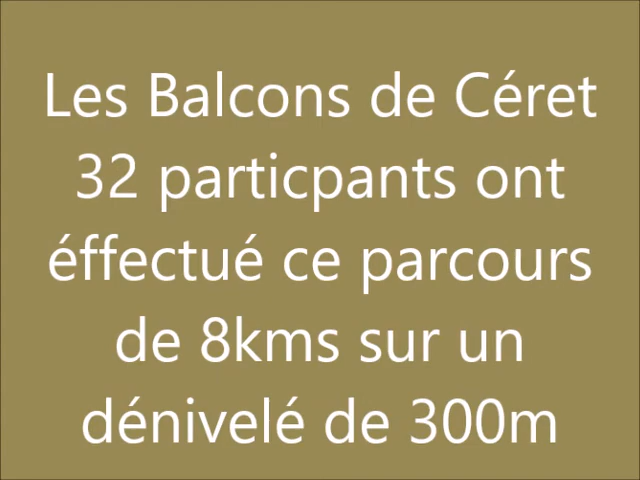 Les Balcons de Céret
32 particpants ont
éffectué ce parcours
de 8kms sur un
dénivelé de 300m